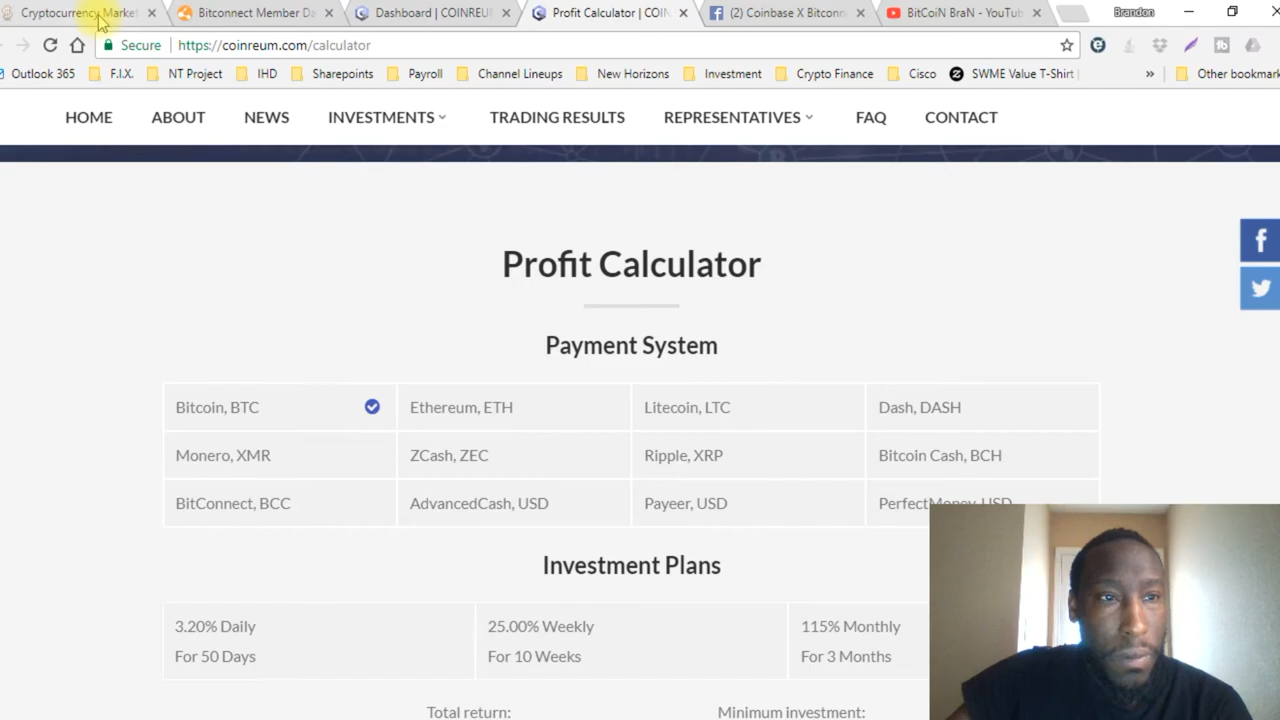 Cryptocurrency Market
Bitconnect Member Da
Dashboard | COINREU
Profit Calculator | COIN
(2) Coinbase X Bitconne
BitCoiN BraN - YouTu
Brandon
Secure
https://coinreum.com/calculator
Outlook 365
F.I.X.
NT Project
IHD
Sharepoints
Payroll
Channel Lineups
New Horizons
Investment
Crypto Finance
Cisco
SWME Value T-Shirt |
»
Other bookmar
HOME
ABOUT
NEWS
INVESTMENTS
TRADING RESULTS
REPRESENTATIVES
FAQ
CONTACT
Profit Calculator
Payment System
Bitcoin, BTC
Ethereum, ETH
Litecoin, LTC
Dash, DASH
Monero, XMR
ZCash, ZEC
Ripple, XRP
Bitcoin Cash, BCH
BitConnect, BCC
AdvancedCash, USD
Payeer, USD
PerfectMoney, USD
Investment Plans
3.20% Daily
For 50 Days
25.00% Weekly
For 10 Weeks
115% Monthly
For 3 Months
Total return:
Minimum investment: